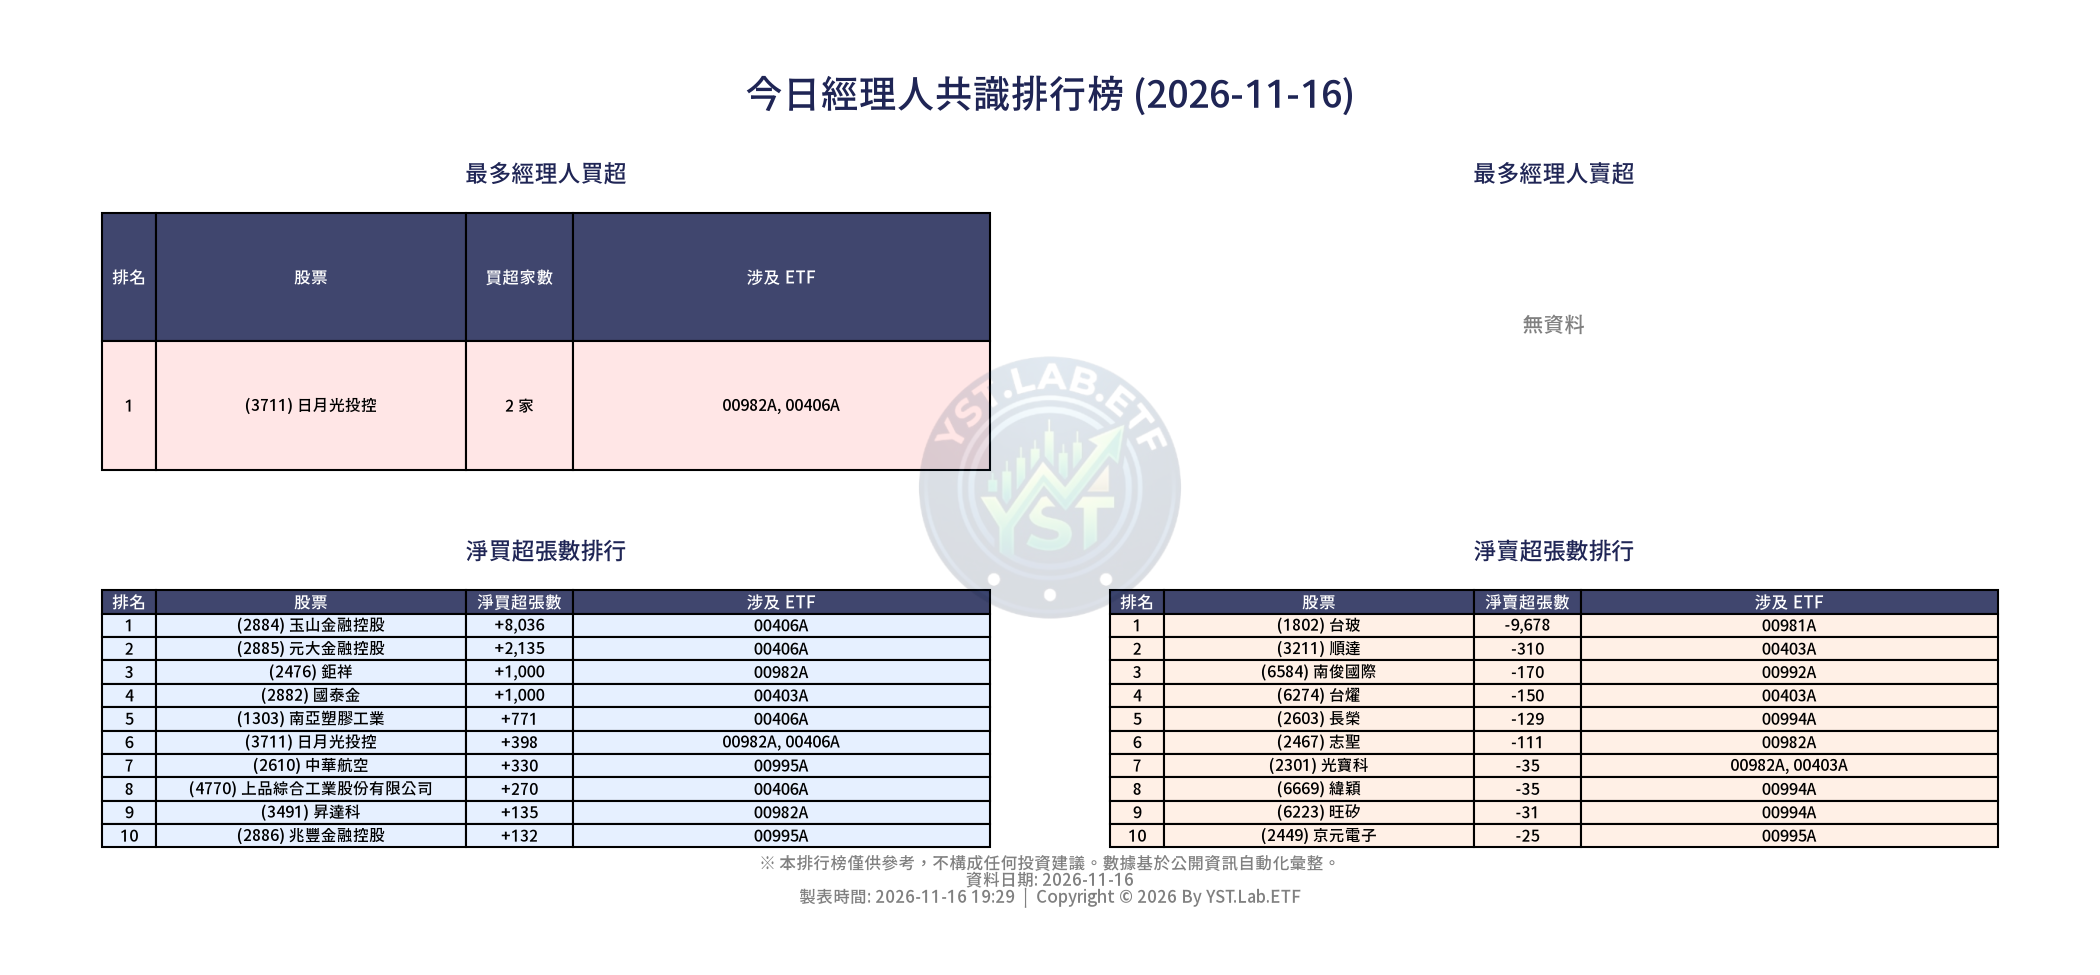 今日經理人共識排行榜 (2026-11-16)
最多經理人買超
排名 股票 買超家數 涉及 ETF
1 (3711) 日月光投控 2 家 00982A, 00406A
最多經理人賣超
無資料
YST.LAB.ETF
YST
淨買超張數排行
排名 股票 淨買超張數 涉及 ETF
1 (2884) 玉山金融控股 +8,036 00406A
2 (2885) 元大金融控股 +2,135 00406A
3 (2476) 鉅祥 +1,000 00982A
4 (2882) 國泰金 +1,000 00403A
5 (1303) 南亞塑膠工業 +771 00406A
6 (3711) 日月光投控 +398 00982A, 00406A
7 (2610) 中華航空 +330 00995A
8 (4770) 上品綜合工業股份有限公司 +270 00406A
9 (3491) 昇達科 +135 00982A
10 (2886) 兆豐金融控股 +132 00995A
淨賣超張數排行
排名 股票 淨賣超張數 涉及 ETF
1 (1802) 台玻 -9,678 00981A
2 (3211) 順達 -310 00403A
3 (6584) 南俊國際 -170 00992A
4 (6274) 台燿 -150 00403A
5 (2603) 長榮 -129 00994A
6 (2467) 志聖 -111 00982A
7 (2301) 光寶科 -35 00982A, 00403A
8 (6669) 緯穎 -35 00994A
9 (6223) 旺矽 -31 00994A
10 (2449) 京元電子 -25 00995A
※ 本排行榜僅供參考，不構成任何投資建議。數據基於公開資訊自動化彙整。
資料日期: 2026-11-16
製表時間: 2026-11-16 19:29 │ Copyright © 2026 By YST.Lab.ETF